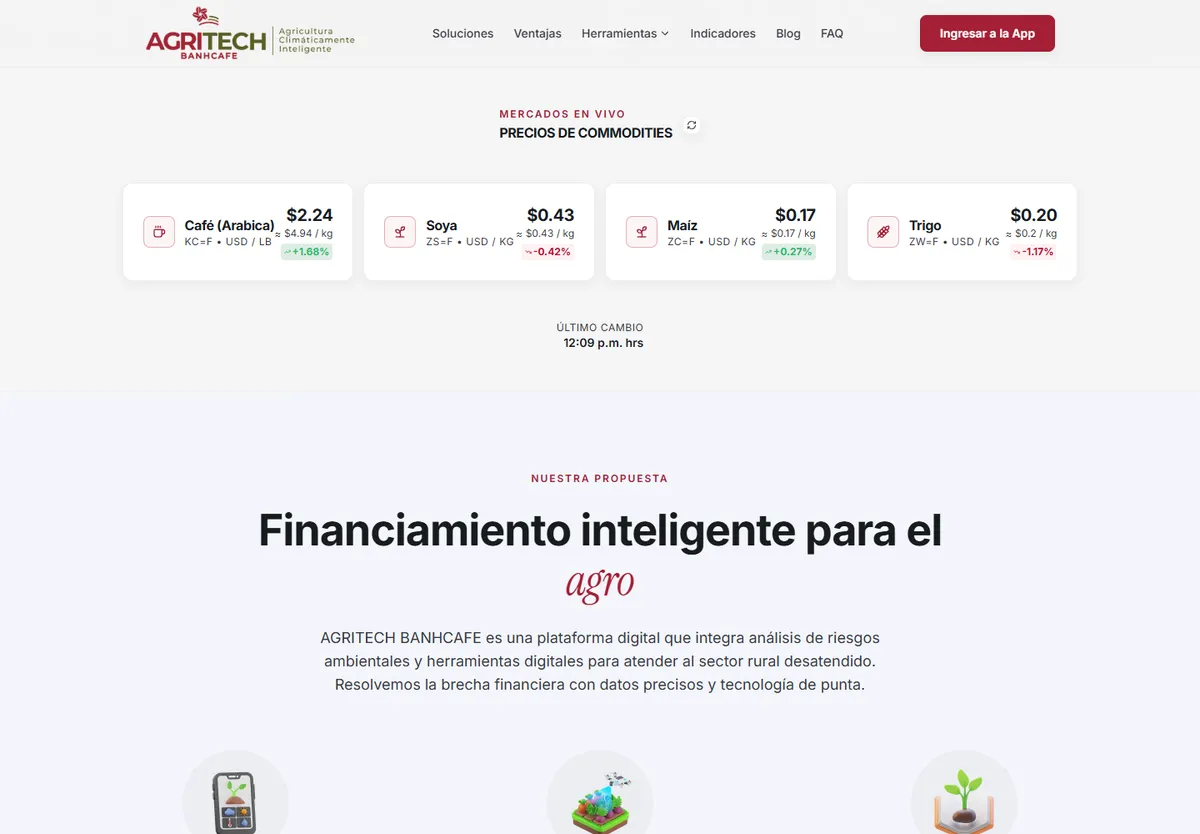 AGRITECH
BANHCAFE
Agricultura
Climáticamente
Inteligente
Soluciones
Ventajas
Herramientas
Indicadores
Blog
FAQ
Ingresar a la App
MERCADOS EN VIVO
PRECIOS DE COMMODITIES
Café (Arabica)
KC=F • USD / LB
$2.24
≈ $4.94 / kg
+1.68%
Soya
ZS=F • USD / KG
$0.43
≈ $0.43 / kg
-0.42%
Maíz
ZC=F • USD / KG
$0.17
≈ $0.17 / kg
+0.27%
Trigo
ZW=F • USD / KG
$0.20
≈ $0.2 / kg
-1.17%
ÚLTIMO CAMBIO
12:09 p.m. hrs
NUESTRA PROPUESTA
Financiamiento inteligente para el
agro
AGRITECH BANHCAFE es una plataforma digital que integra análisis de riesgos
ambientales y herramientas digitales para atender al sector rural desatendido.
Resolvemos la brecha financiera con datos precisos y tecnología de punta.